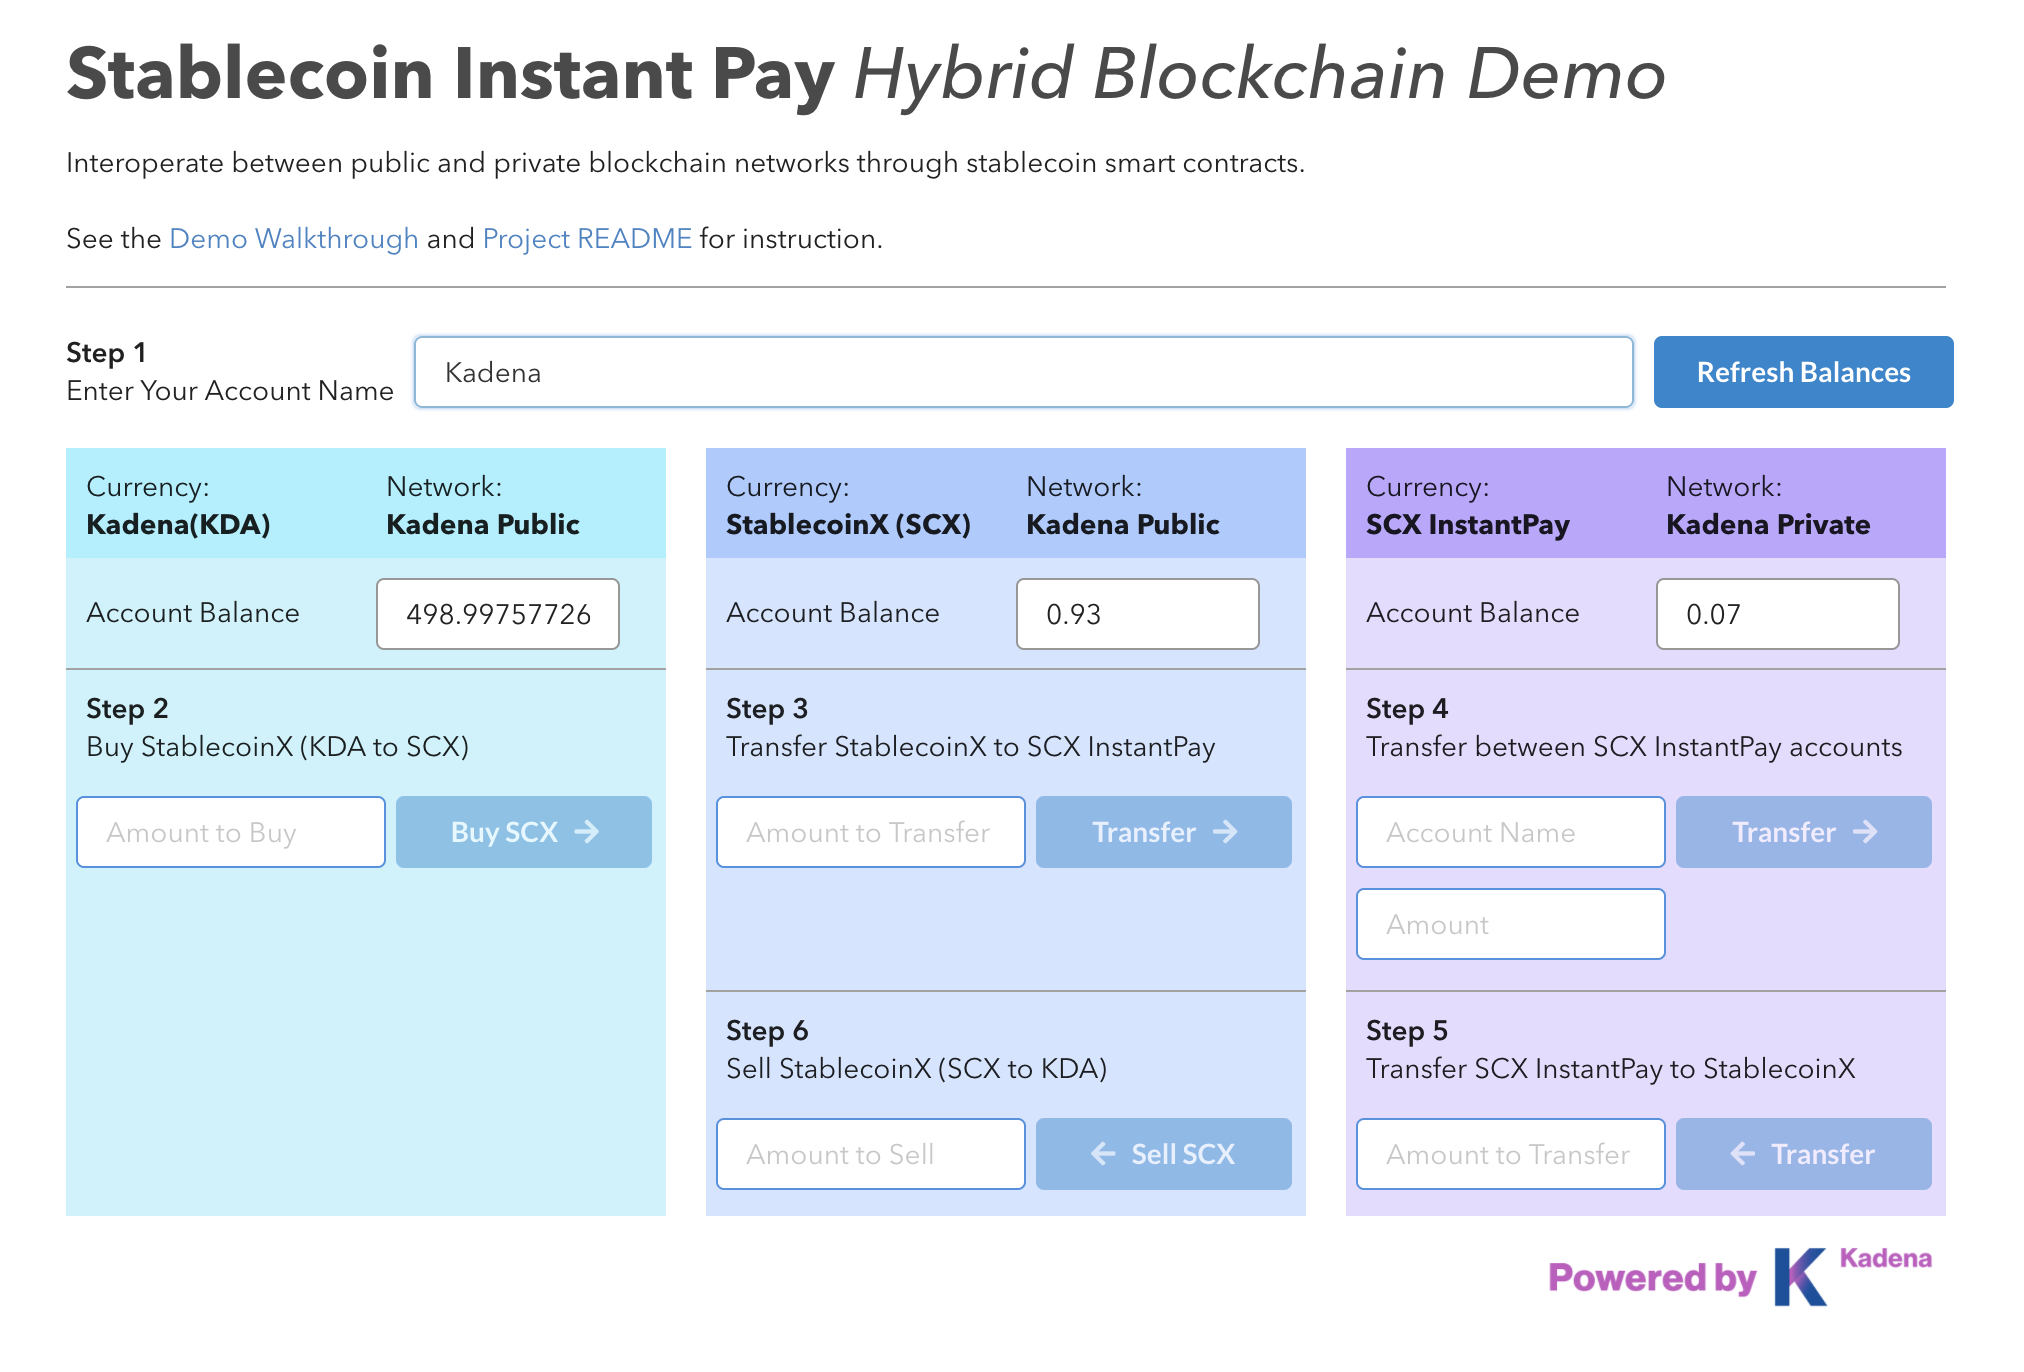 Stablecoin Instant Pay Hybrid Blockchain Demo
Interoperate between public and private blockchain networks through stablecoin smart contracts.
See the Demo Walkthrough and Project README for instruction.
Step 1
Enter Your Account Name
Kadena
Refresh Balances
Currency:
Kadena(KDA)
Network:
Kadena Public
Account Balance
498.99757726
Step 2
Buy StablecoinX (KDA to SCX)
Amount to Buy
Buy SCX →
Currency:
StablecoinX (SCX)
Network:
Kadena Public
Account Balance
0.93
Step 3
Transfer StablecoinX to SCX InstantPay
Amount to Transfer
Transfer →
Step 6
Sell StablecoinX (SCX to KDA)
Amount to Sell
← Sell SCX
Currency:
SCX InstantPay
Network:
Kadena Private
Account Balance
0.07
Step 4
Transfer between SCX InstantPay accounts
Account Name
Transfer →
Amount
Step 5
Transfer SCX InstantPay to StablecoinX
Amount to Transfer
← Transfer
Powered by K Kadena